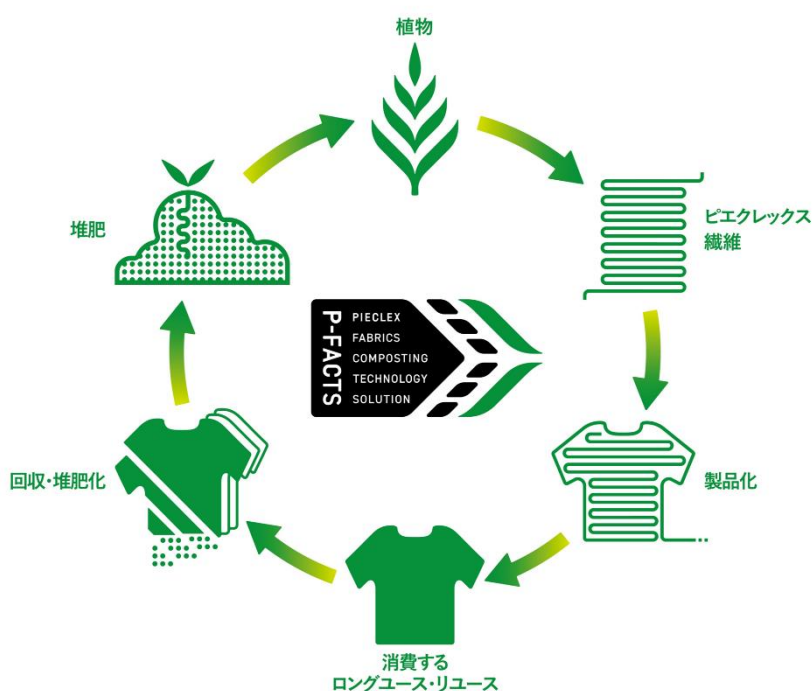 植物
ピエクレックス
繊維
製品化
消費する
ロングユース・リユース
回収・堆肥化
堆肥
P-FACTS
PIECLEX
FABRICS
COMPOSTING
TECHNOLOGY
SOLUTION